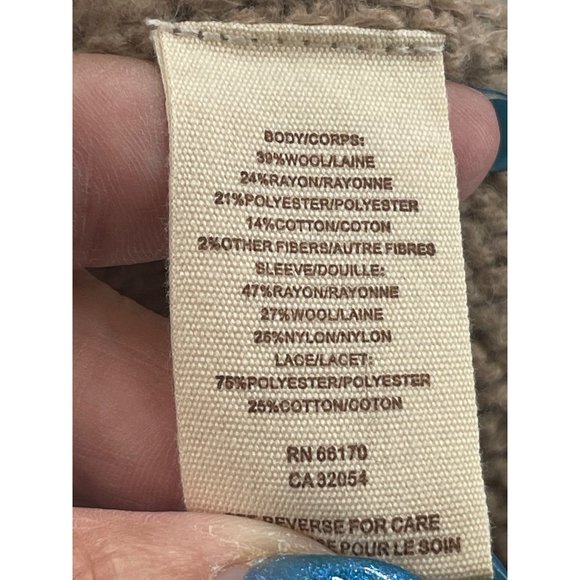 BODY/CORPS:
39%WOOL/LAINE
24%RAYON/RAYONNE
21%POLYESTER/POLYESTER
14%COTTON/COTON
2%OTHER FIBERS/AUTRE FIBRES
SLEEVE/DOUILLE:
47%RAYON/RAYONNE
27%WOOL/LAINE
26%NYLON/NYLON
LACE/LACET:
75%POLYESTER/POLYESTER
25%COTTON/COTON
RN 66170
CA 32054
REVERSE FOR CARE
POUR LE SOIN